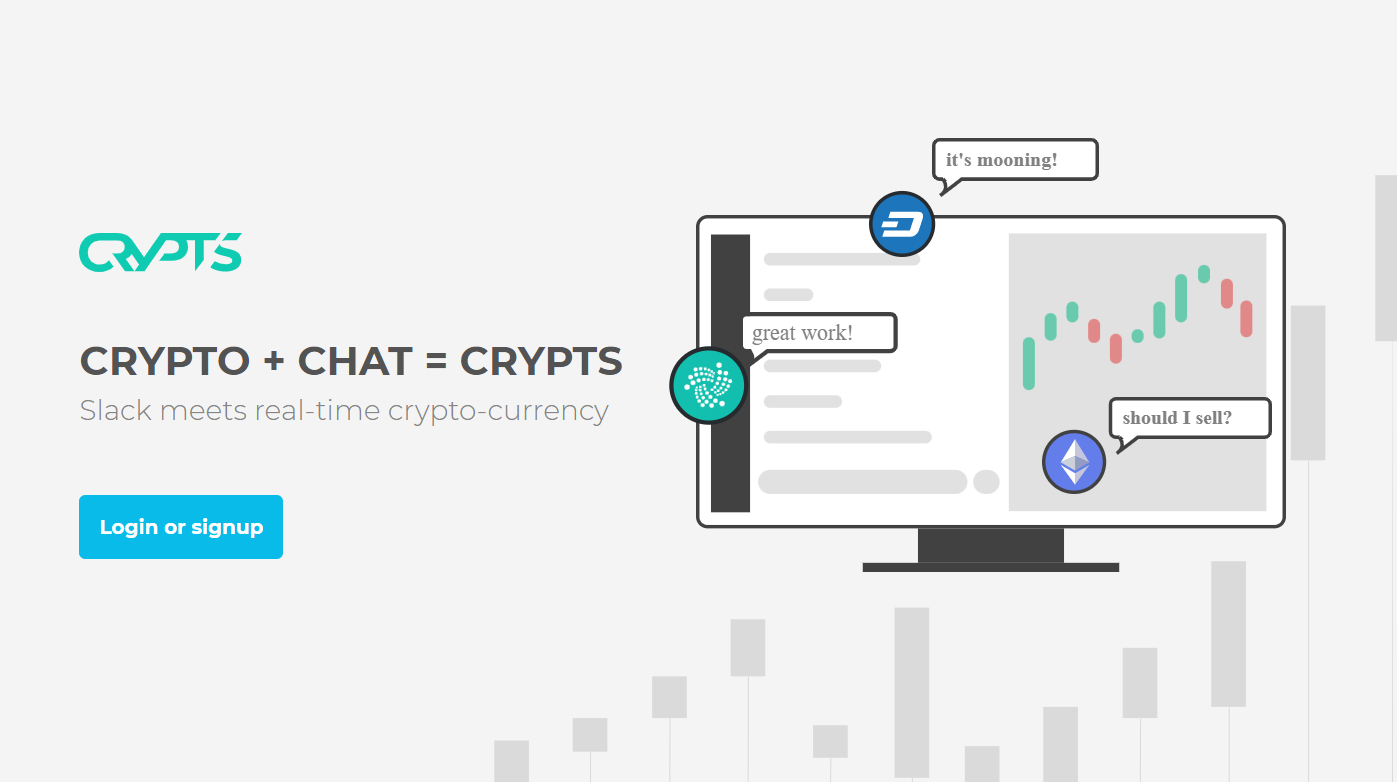 CRYPTS
CRYPTO + CHAT = CRYPTS
Slack meets real-time crypto-currency
Login or signup
it's mooning!
great work!
should I sell?